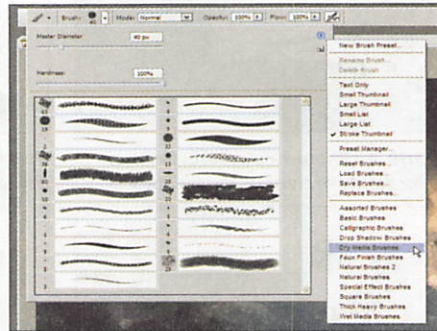 Brush: Mode: Normal Opacity: 100% Flow: 100%
Master Diameter 40 px
Hardness: 100%
New Brush Preset...
Rename Brush...
Delete Brush
Text Only
Small Thumbnail
Large Thumbnail
Small List
Large List
Stroke Thumbnail
Preset Manager...
Reset Brushes...
Load Brushes...
Save Brushes...
Replace Brushes...
Assorted Brushes
Basic Brushes
Calligraphic Brushes
Drop Shadow Brushes
Dry Media Brushes
Faux Finish Brushes
Natural Brushes 2
Natural Brushes
Special Effect Brushes
Square Brushes
Thick Heavy Brushes
Wet Media Brushes